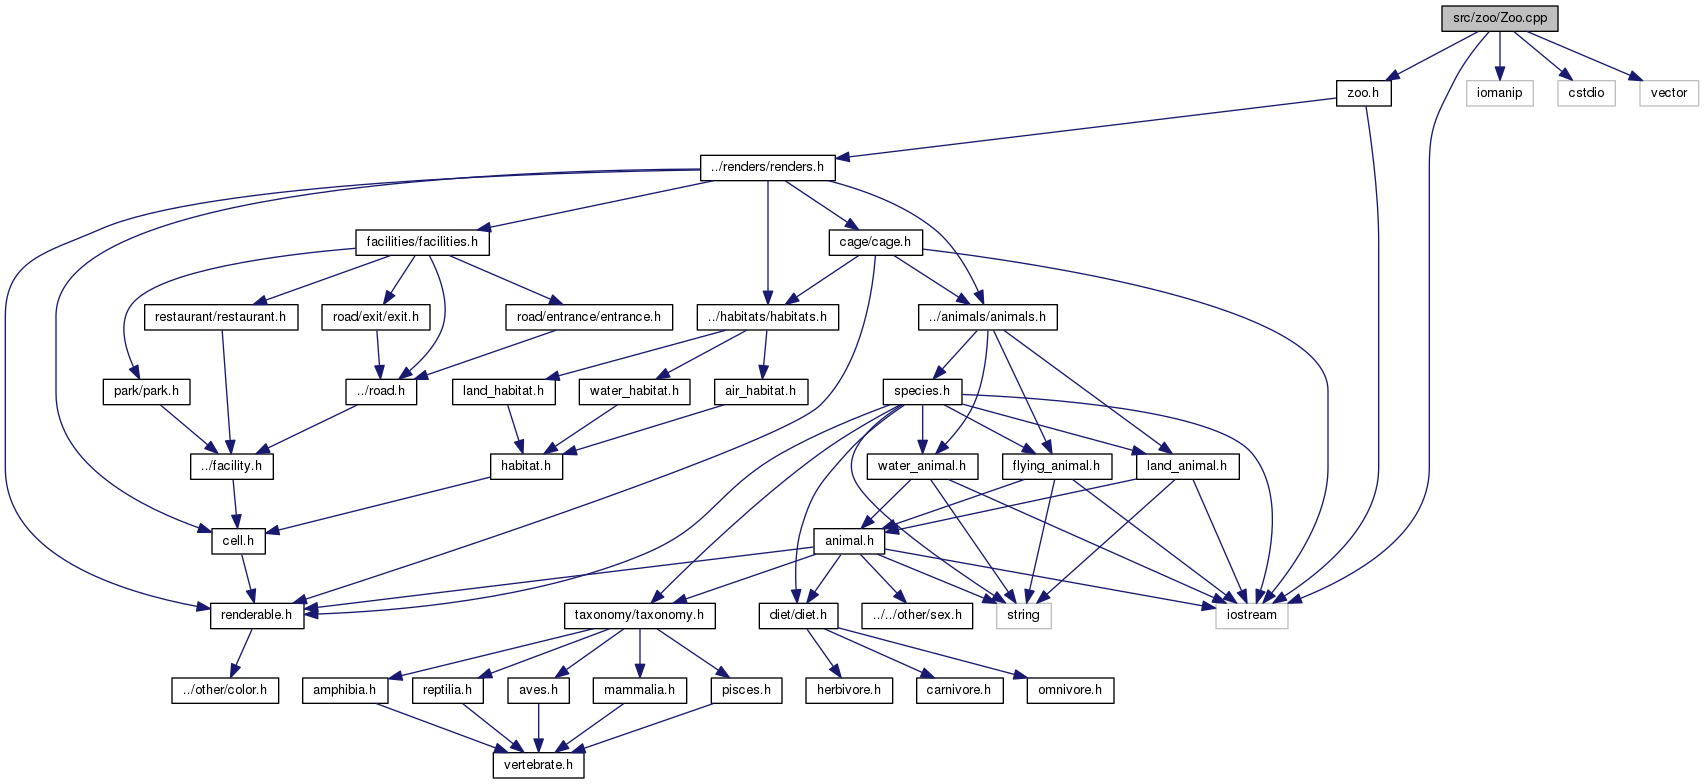 src/zoo/Zoo.cpp
zoo.h
iomanip
cstdio
vector
../renders/renders.h
facilities/facilities.h
cage/cage.h
restaurant/restaurant.h
road/exit/exit.h
road/entrance/entrance.h
../habitats/habitats.h
../animals/animals.h
park/park.h
../road.h
land_habitat.h
water_habitat.h
air_habitat.h
species.h
../facility.h
habitat.h
water_animal.h
flying_animal.h
land_animal.h
cell.h
animal.h
renderable.h
taxonomy/taxonomy.h
diet/diet.h
../../other/sex.h
string
iostream
../other/color.h
amphibia.h
reptilia.h
aves.h
mammalia.h
pisces.h
herbivore.h
carnivore.h
omnivore.h
vertebrate.h